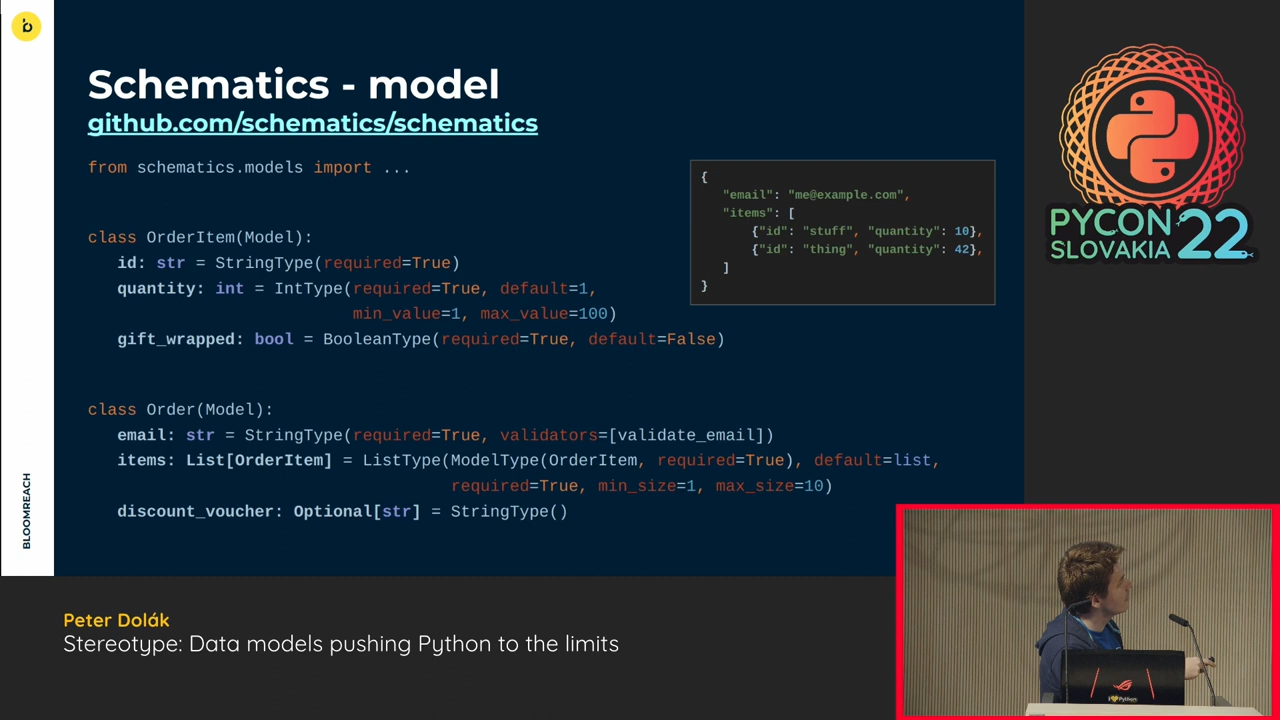 Schematics - model
github.com/schematics/schematics
from schematics.models import ...
class OrderItem(Model):
id: str = StringType(required=True)
quantity: int = IntType(required=True, default=1,
min_value=1, max_value=100)
gift_wrapped: bool = BooleanType(required=True, default=False)
class Order(Model):
email: str = StringType(required=True, validators=[validate_email])
items: List[OrderItem] = ListType(ModelType(OrderItem, required=True), default=list,
required=True, min_size=1, max_size=10)
discount_voucher: Optional[str] = StringType()
{
"email": "me@example.com",
"items": [
{"id": "stuff", "quantity": 10},
{"id": "thing", "quantity": 42},
]
}
BLOOMREACH
PYCON
SLOVAKIA 22
Peter Dolák
Stereotype: Data models pushing Python to the limits
I Python